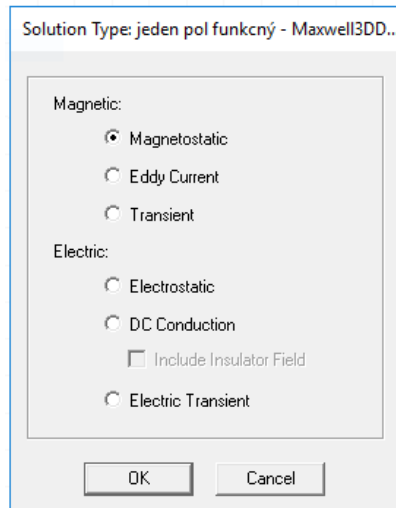 Solution Type: jeden pol funkcný - Maxwell3DD...
Magnetic:
Magnetostatic
Eddy Current
Transient
Electric:
Electrostatic
DC Conduction
Include Insulator Field
Electric Transient
OK
Cancel